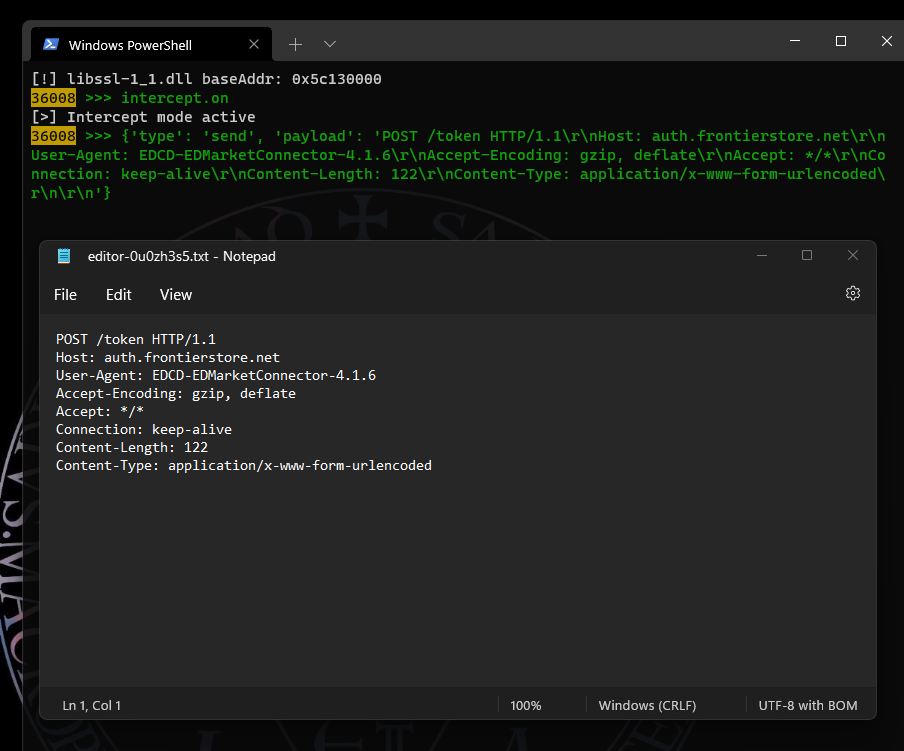 Windows PowerShell
[!] libssl-1_1.dll baseAddr: 0x5c130000
36008 >>> intercept.on
[>] Intercept mode active
36008 >>> {'type': 'send', 'payload': 'POST /token HTTP/1.1\r\nHost: auth.frontierstore.net\r\n
User-Agent: EDCD-EDMarketConnector-4.1.6\r\nAccept-Encoding: gzip, deflate\r\nAccept: */*\r\nCo
nnection: keep-alive\r\nContent-Length: 122\r\nContent-Type: application/x-www-form-urlencoded\
r\n\r\n'}
editor-0u0zh3s5.txt - Notepad
File Edit View
POST /token HTTP/1.1
Host: auth.frontierstore.net
User-Agent: EDCD-EDMarketConnector-4.1.6
Accept-Encoding: gzip, deflate
Accept: */*
Connection: keep-alive
Content-Length: 122
Content-Type: application/x-www-form-urlencoded
Ln 1, Col 1 100% Windows (CRLF) UTF-8 with BOM